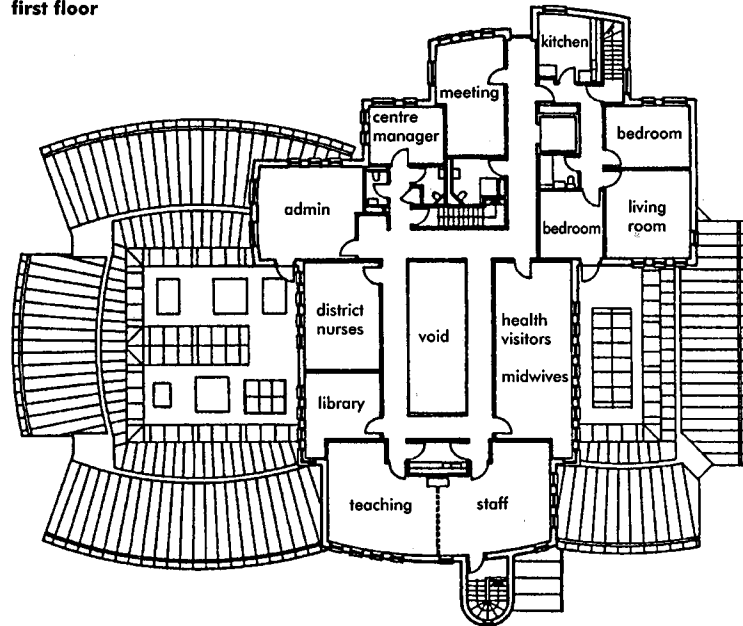 first floor
kitchen
meeting
centre
manager
bedroom
admin
bedroom
living
room
district
nurses
void
health
visitors
midwives
library
teaching
staff